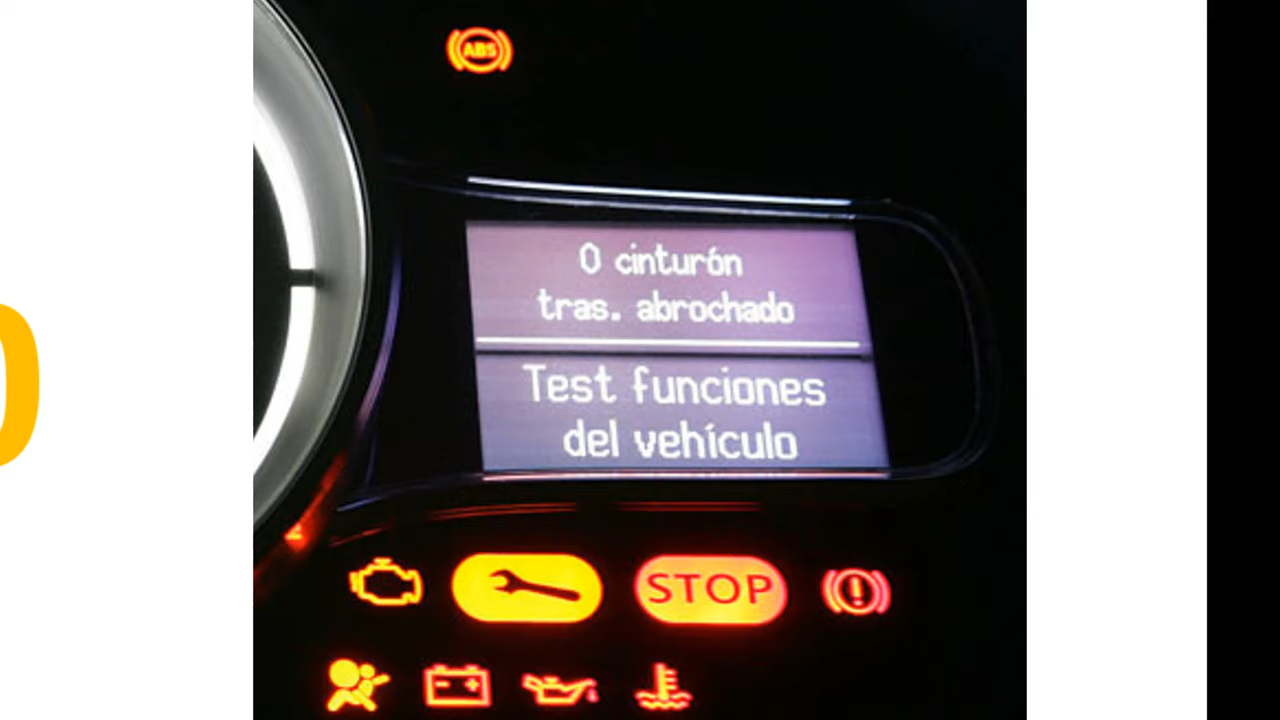 ABS
0 cinturón
tras. abrochado
Test funciones
del vehículo
STOP